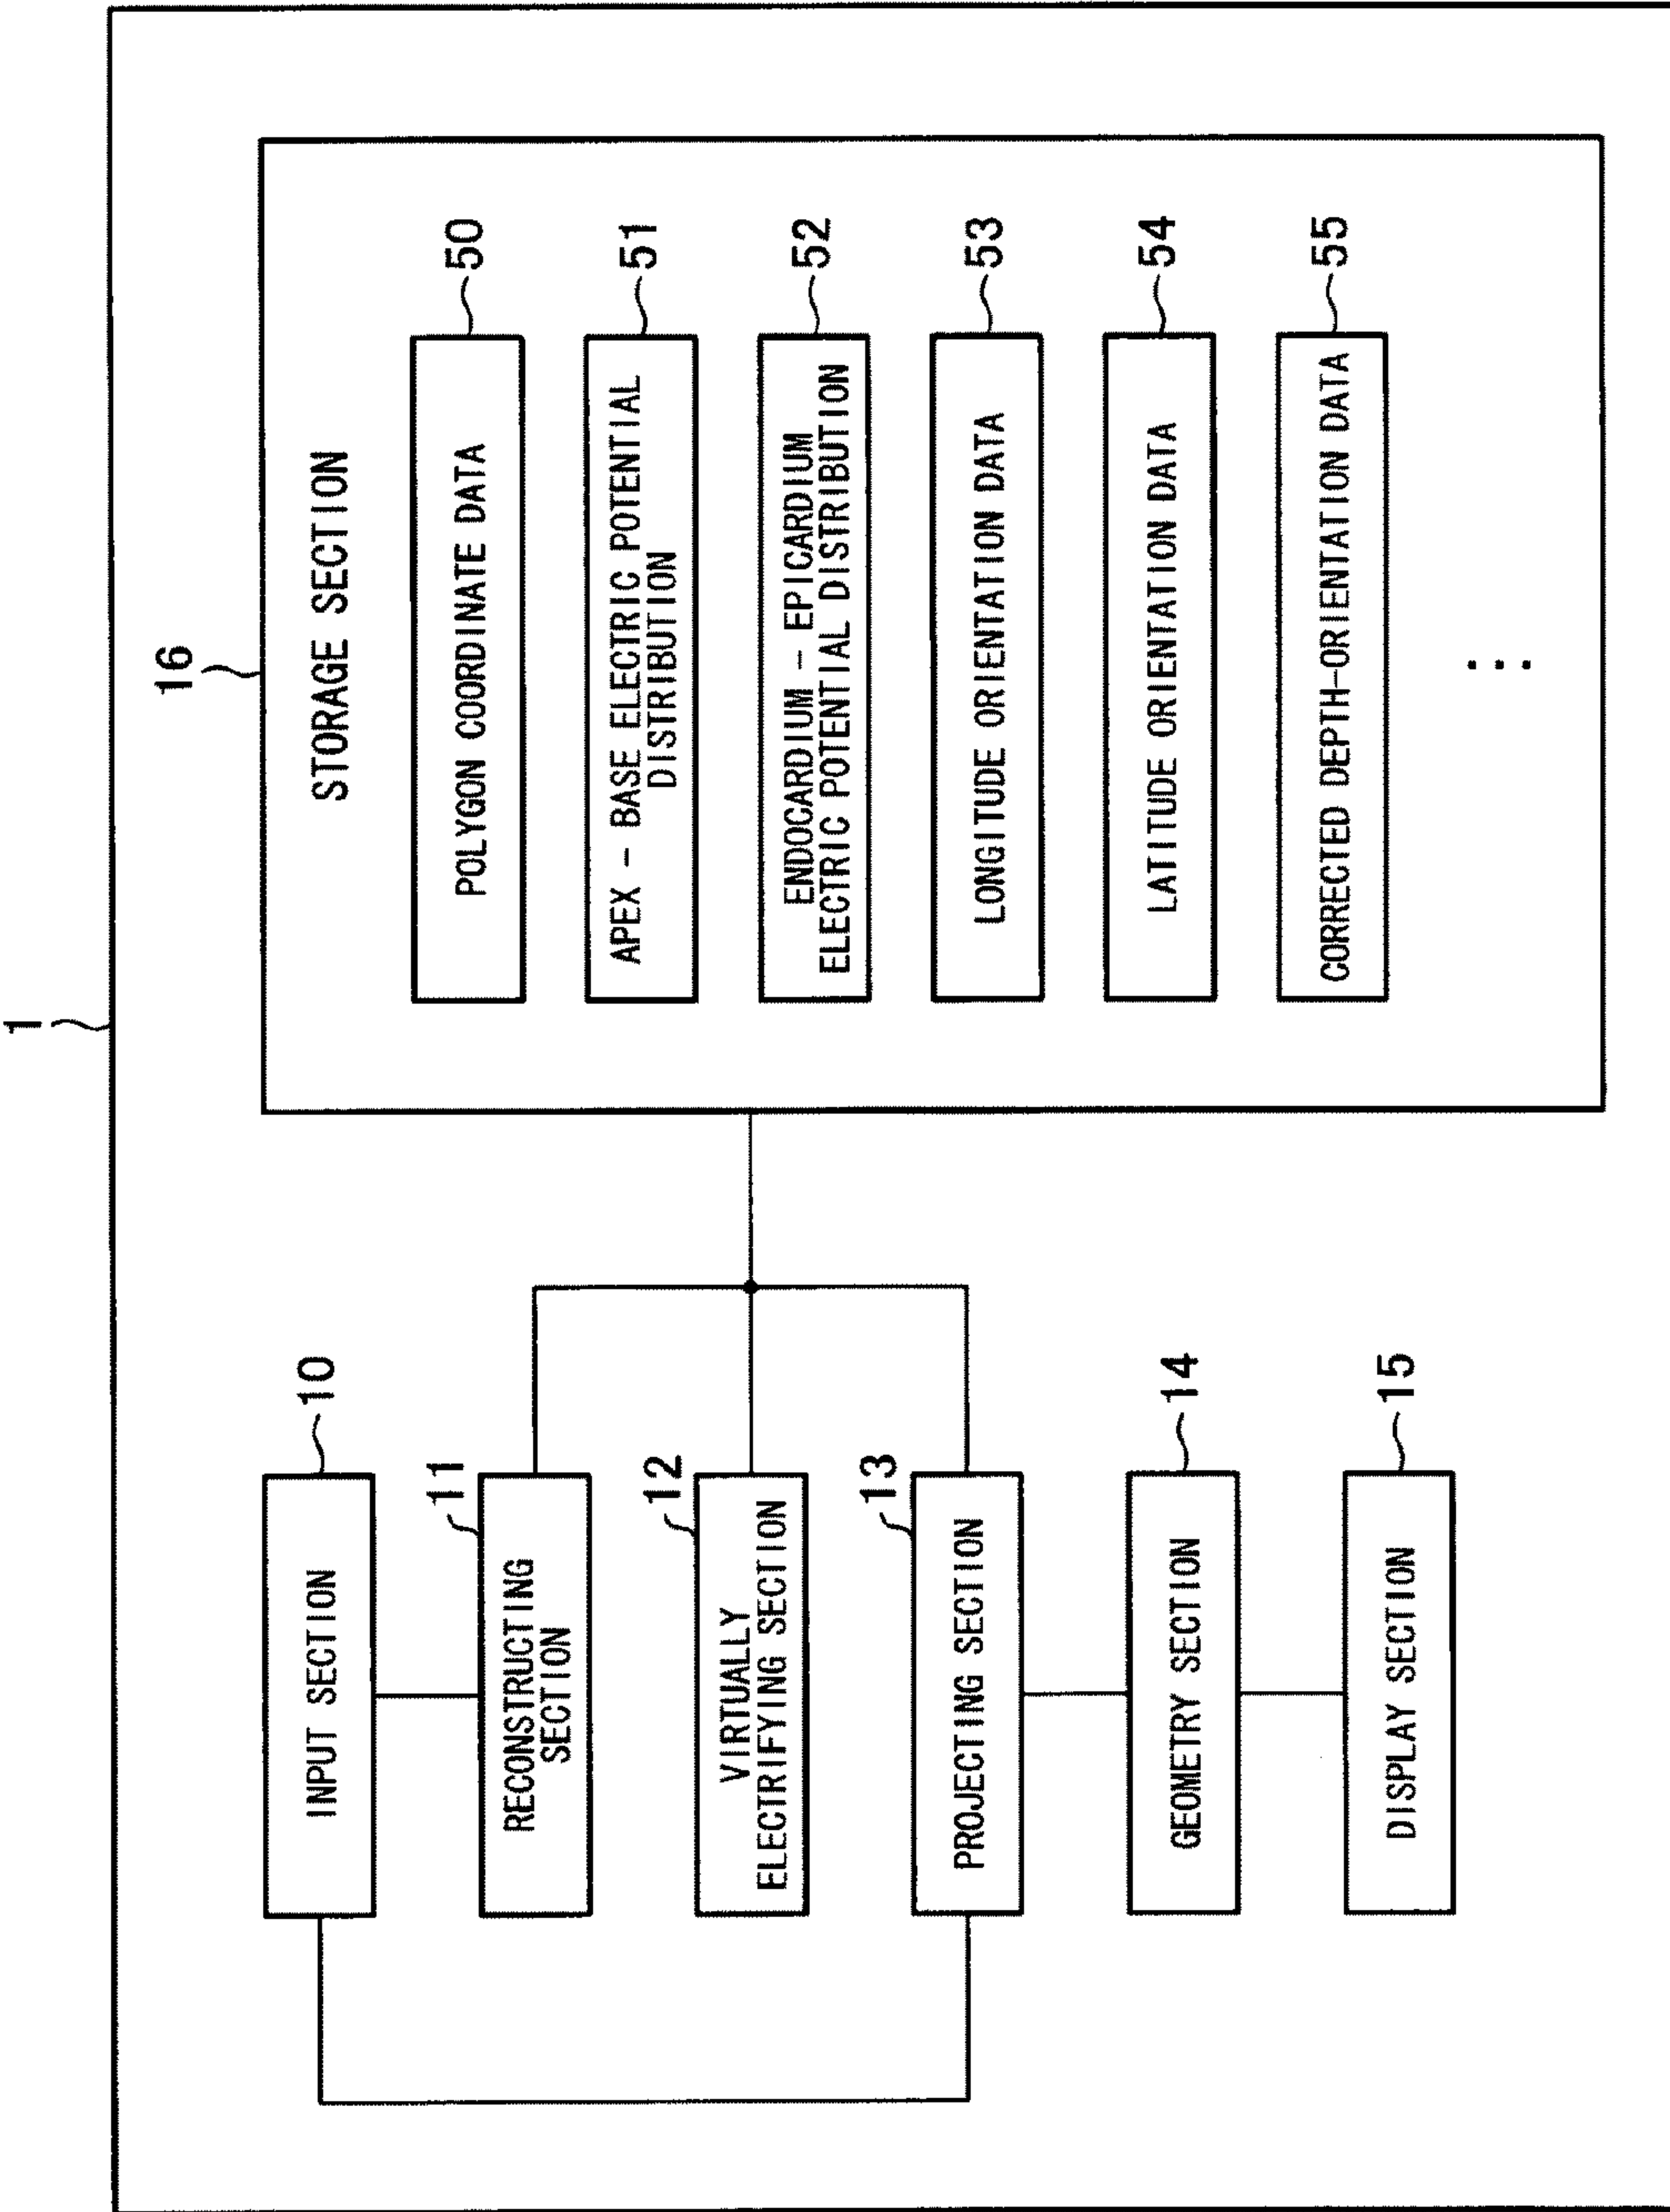 1
10
INPUT SECTION
11
RECONSTRUCTING
SECTION
12
VIRTUALLY
ELECTRIFYING SECTION
13
PROJECTING SECTION
14
GEOMETRY SECTION
15
DISPLAY SECTION
16
STORAGE SECTION
POLYGON COORDINATE DATA
50
APEX - BASE ELECTRIC POTENTIAL
DISTRIBUTION
51
ENDOCARDIUM - EPICARDIUM
ELECTRIC POTENTIAL DISTRIBUTION
52
LONGITUDE ORIENTATION DATA
53
LATITUDE ORIENTATION DATA
54
CORRECTED DEPTH-ORIENTATION DATA
55
...